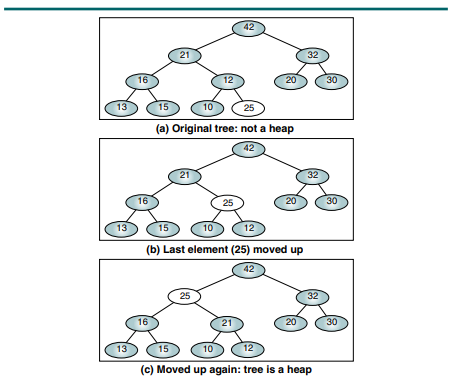 42
21 32
16 12 20 30
13 15 10 25
(a) Original tree: not a heap
42
21 32
16 25 20 30
13 15 10 12
(b) Last element (25) moved up
42
25 32
16 21 20 30
13 15 10 12
(c) Moved up again: tree is a heap